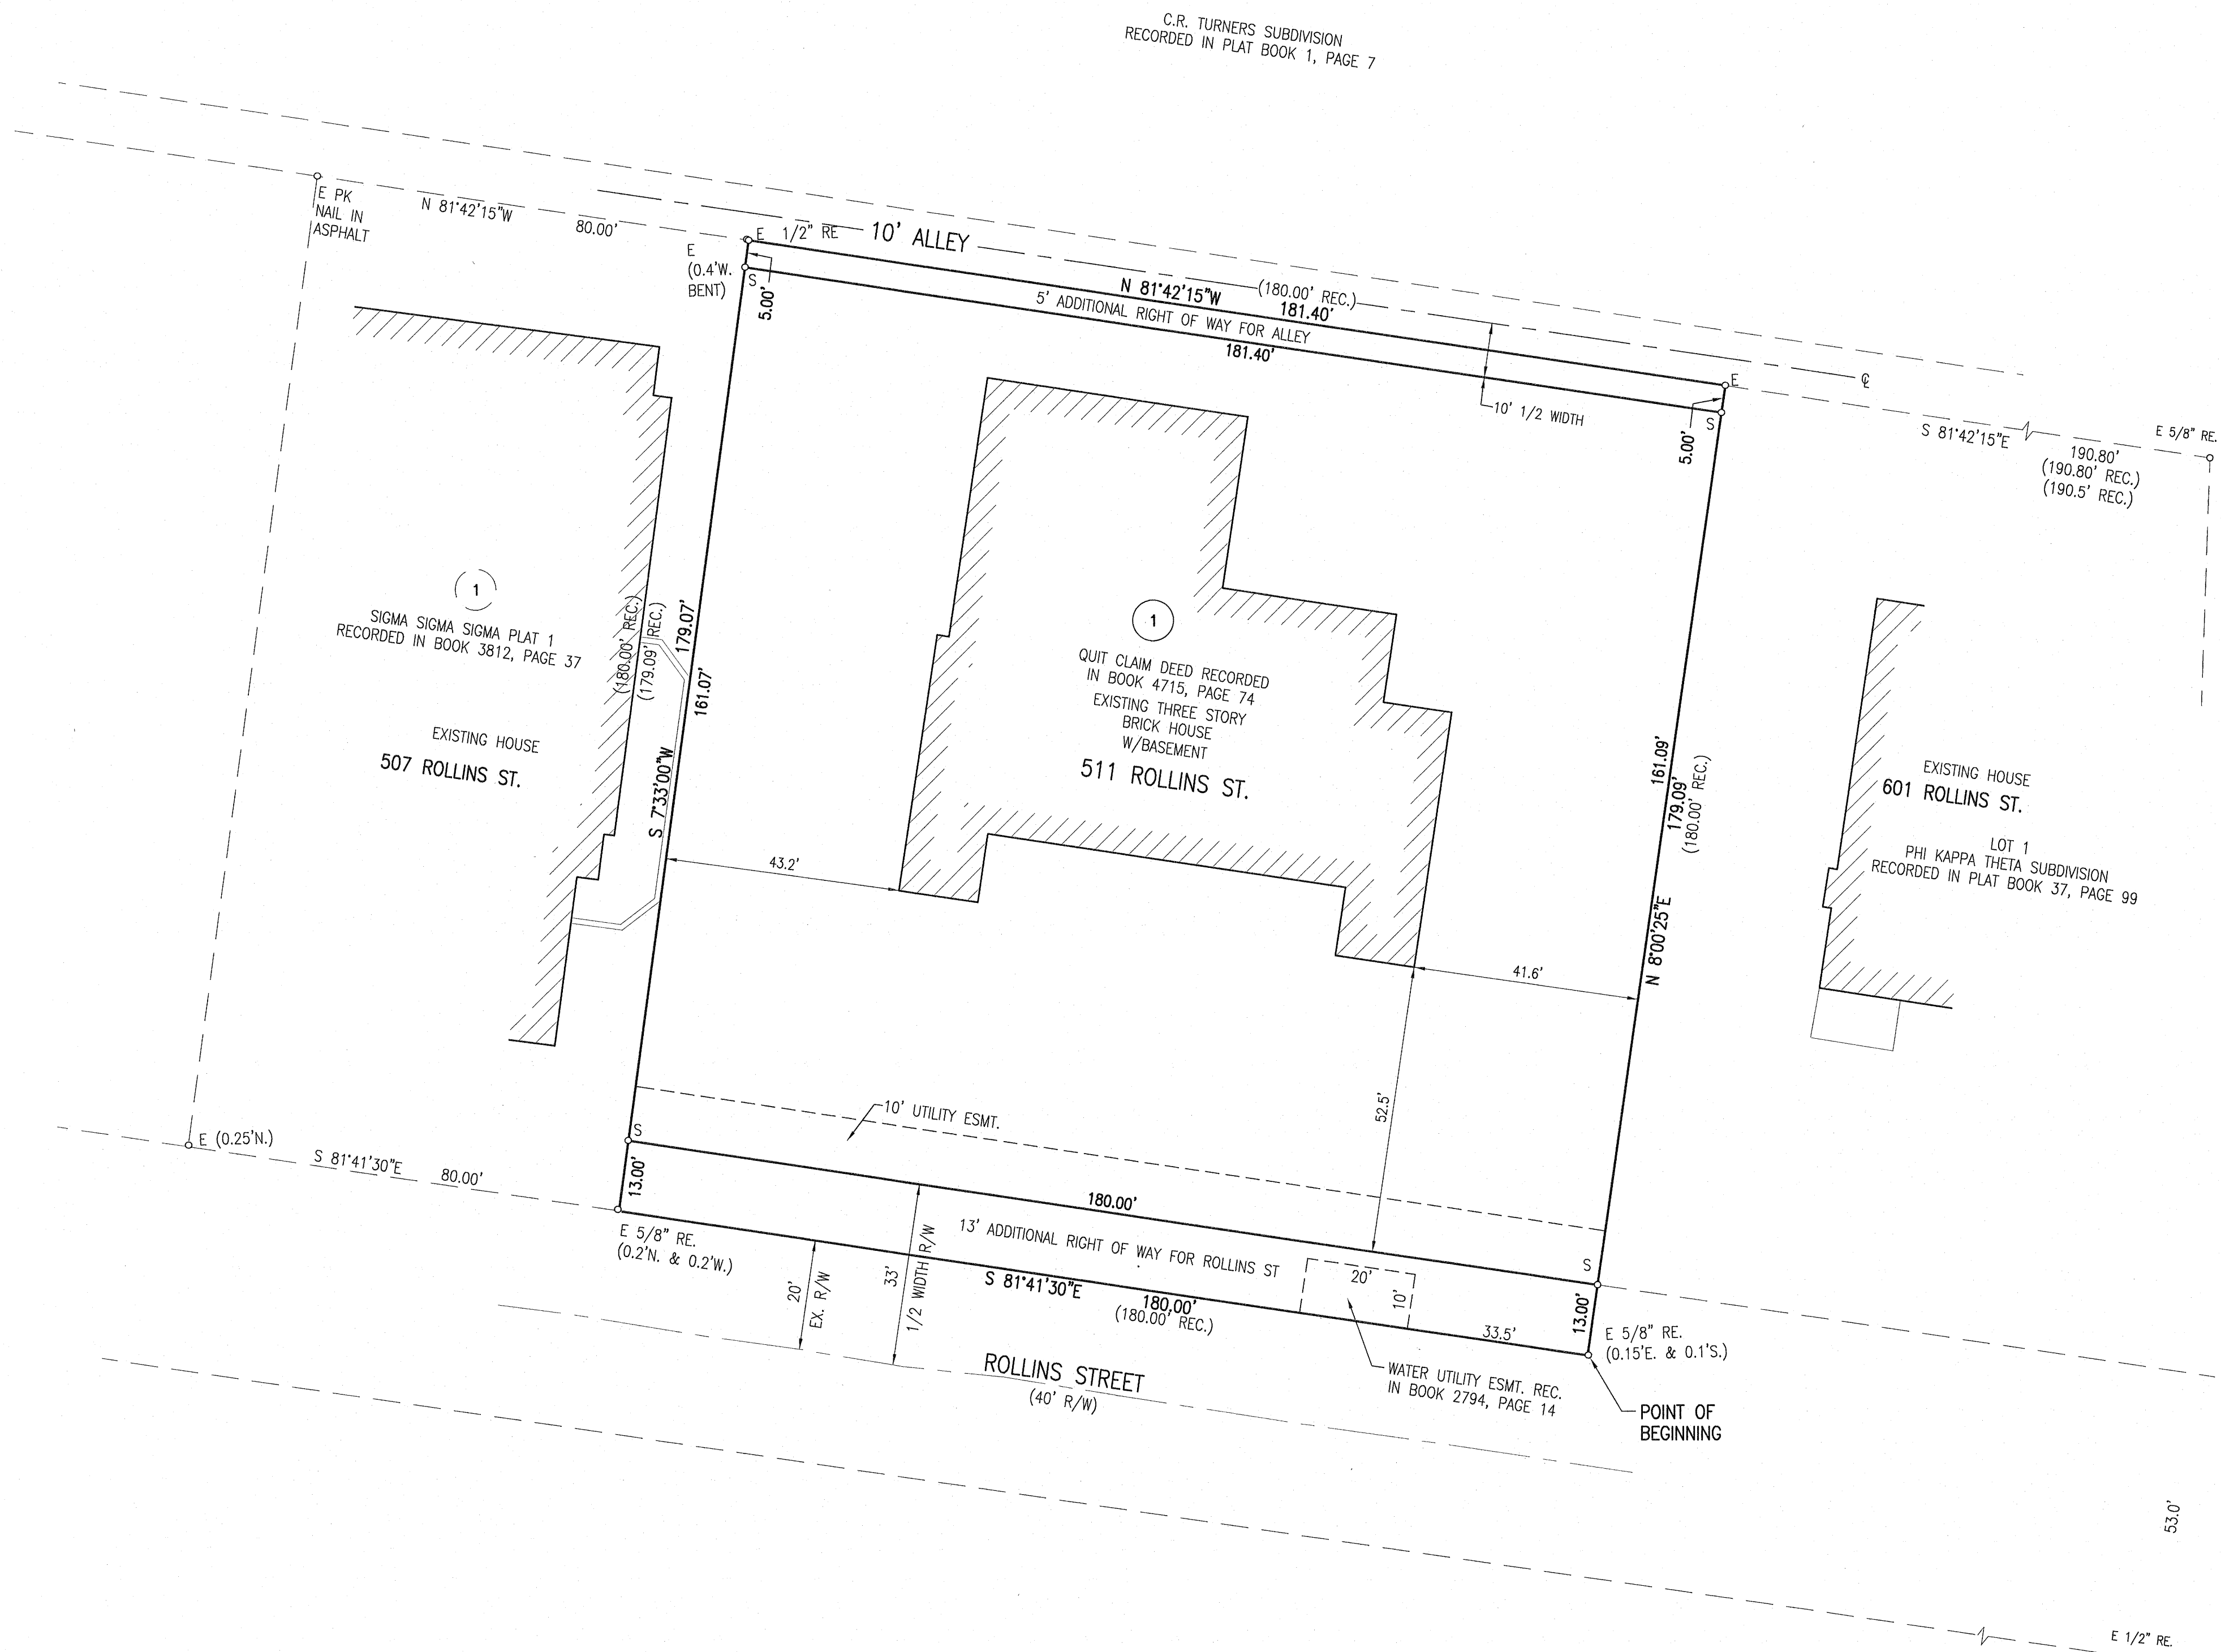 C.R. TURNERS SUBDIVISION
RECORDED IN PLAT BOOK 1, PAGE 7
E PK
NAIL IN
ASPHALT
N 81°42'15"W
80.00'
E
(0.4'W.
BENT)
E 1/2" RE
10' ALLEY
S
5.00'
N 81°42'15"W
(180.00' REC.)
181.40'
5' ADDITIONAL RIGHT OF WAY FOR ALLEY
181.40'
10' 1/2 WIDTH
℄
E
S
5.00'
S 81°42'15"E
190.80'
(190.80' REC.)
(190.5' REC.)
E 5/8" RE.
1
SIGMA SIGMA SIGMA PLAT 1
RECORDED IN BOOK 3812, PAGE 37
EXISTING HOUSE
507 ROLLINS ST.
(180.00' REC.)
(179.09' REC.)
179.07'
161.07'
S 7°33'00"W
43.2'
1
QUIT CLAIM DEED RECORDED
IN BOOK 4715, PAGE 74
EXISTING THREE STORY
BRICK HOUSE
W/BASEMENT
511 ROLLINS ST.
161.09'
179.09'
(180.00' REC.)
N 8°00'25"E
41.6'
52.5'
EXISTING HOUSE
601 ROLLINS ST.
LOT 1
PHI KAPPA THETA SUBDIVISION
RECORDED IN PLAT BOOK 37, PAGE 99
E (0.25'N.)
S 81°41'30"E
80.00'
S
13.00'
10' UTILITY ESMT.
E 5/8" RE.
(0.2'N. & 0.2'W.)
180.00'
13' ADDITIONAL RIGHT OF WAY FOR ROLLINS ST
S 81°41'30"E
180.00'
(180.00' REC.)
20'
EX. R/W
33'
1/2 WIDTH R/W
20'
10'
33.5'
S
13.00'
E 5/8" RE.
(0.15'E. & 0.1'S.)
WATER UTILITY ESMT. REC.
IN BOOK 2794, PAGE 14
POINT OF
BEGINNING
ROLLINS STREET
(40' R/W)
53.0'
E 1/2" RE.